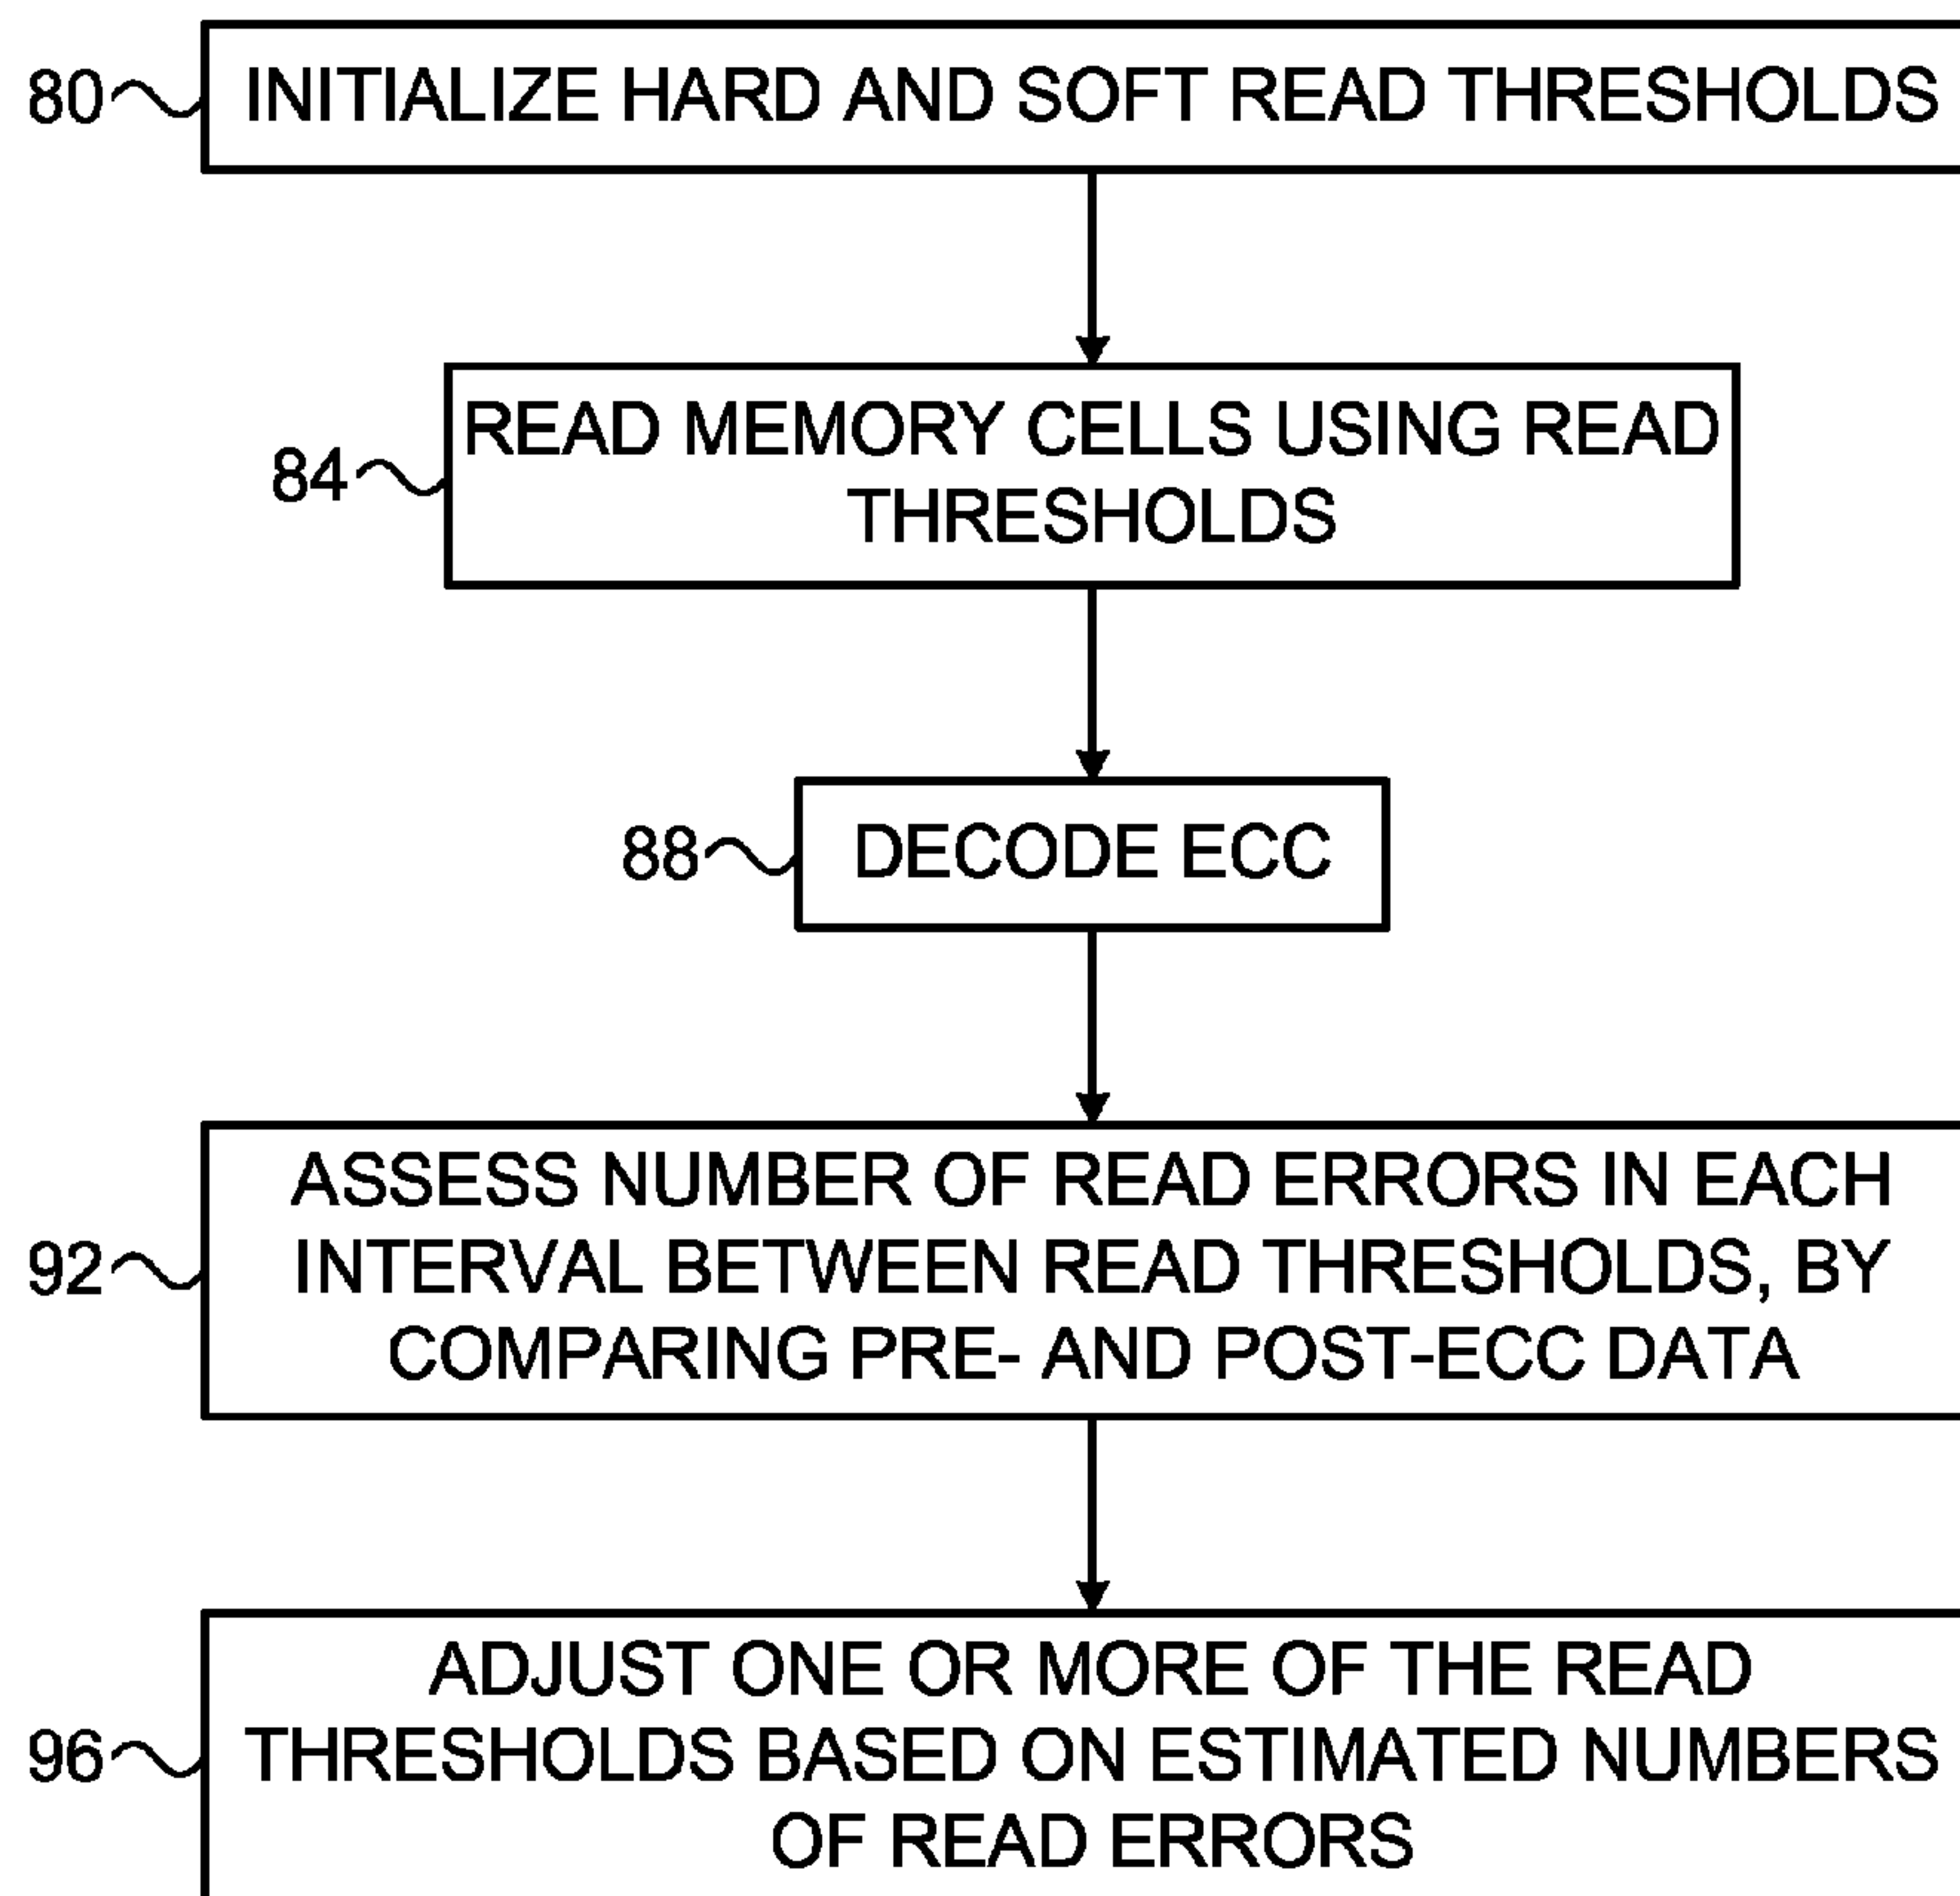 80 INITIALIZE HARD AND SOFT READ THRESHOLDS
READ MEMORY CELLS USING READ
84
THRESHOLDS
88 DECODE ECC
ASSESS NUMBER OF READ ERRORS IN EACH
92 INTERVAL BETWEEN READ THRESHOLDS, BY
COMPARING PRE- AND POST-ECC DATA
ADJUST ONE OR MORE OF THE READ
96 THRESHOLDS BASED ON ESTIMATED NUMBERS
OF READ ERRORS